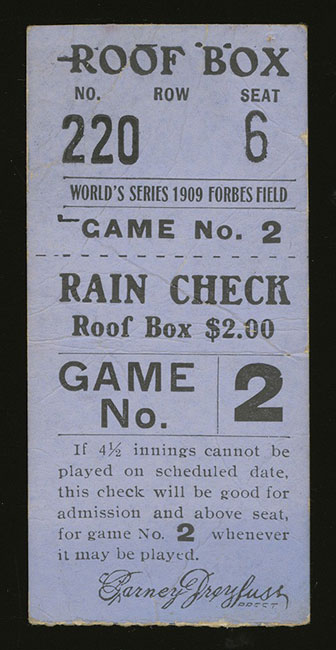 ROOF BOX
NO. ROW SEAT
220 6
WORLD'S SERIES 1909 FORBES FIELD
GAME No. 2
RAIN CHECK
Roof Box $2.00
GAME No. 2
If 4½ innings cannot be
played on scheduled date,
this check will be good for
admission and above seat,
for game No. 2 whenever
it may be played.
Barney Dreyfuss
PREST